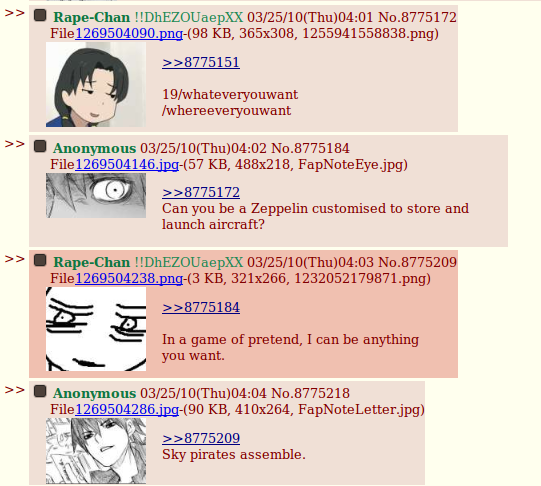 >> Rape-Chan !!DhEZOUaepXX 03/25/10(Thu)04:01 No.8775172
File1269504090.png-(98 KB, 365x308, 1255941558838.png)
>>8775151
19/whateveryouwant
/whereeveryouwant
>> Anonymous 03/25/10(Thu)04:02 No.8775184
File1269504146.jpg-(57 KB, 488x218, FapNoteEye.jpg)
>>8775172
Can you be a Zeppelin customised to store and
launch aircraft?
>> Rape-Chan !!DhEZOUaepXX 03/25/10(Thu)04:03 No.8775209
File1269504238.png-(3 KB, 321x266, 1232052179871.png)
>>8775184
In a game of pretend, I can be anything
you want.
>> Anonymous 03/25/10(Thu)04:04 No.8775218
File1269504286.jpg-(90 KB, 410x264, FapNoteLetter.jpg)
>>8775209
Sky pirates assemble.